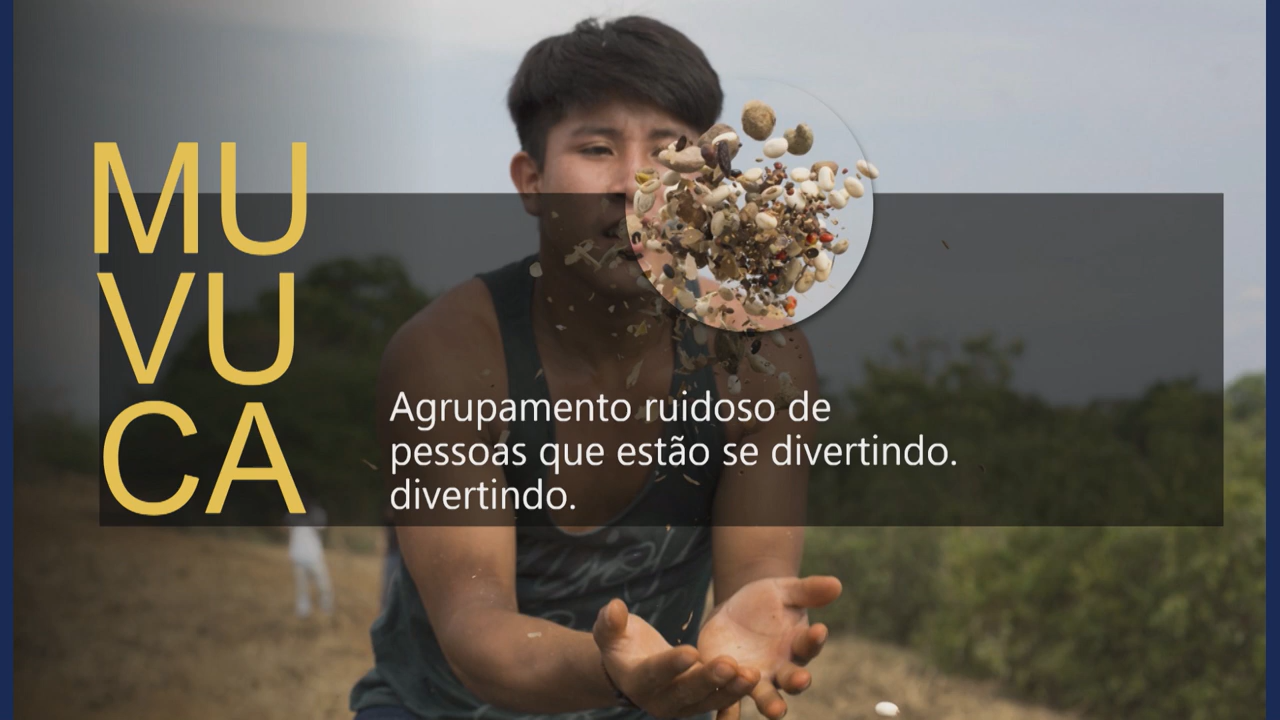 MU
VU
CA
Agrupamento ruidoso de
pessoas que estão se divertindo.
divertindo.